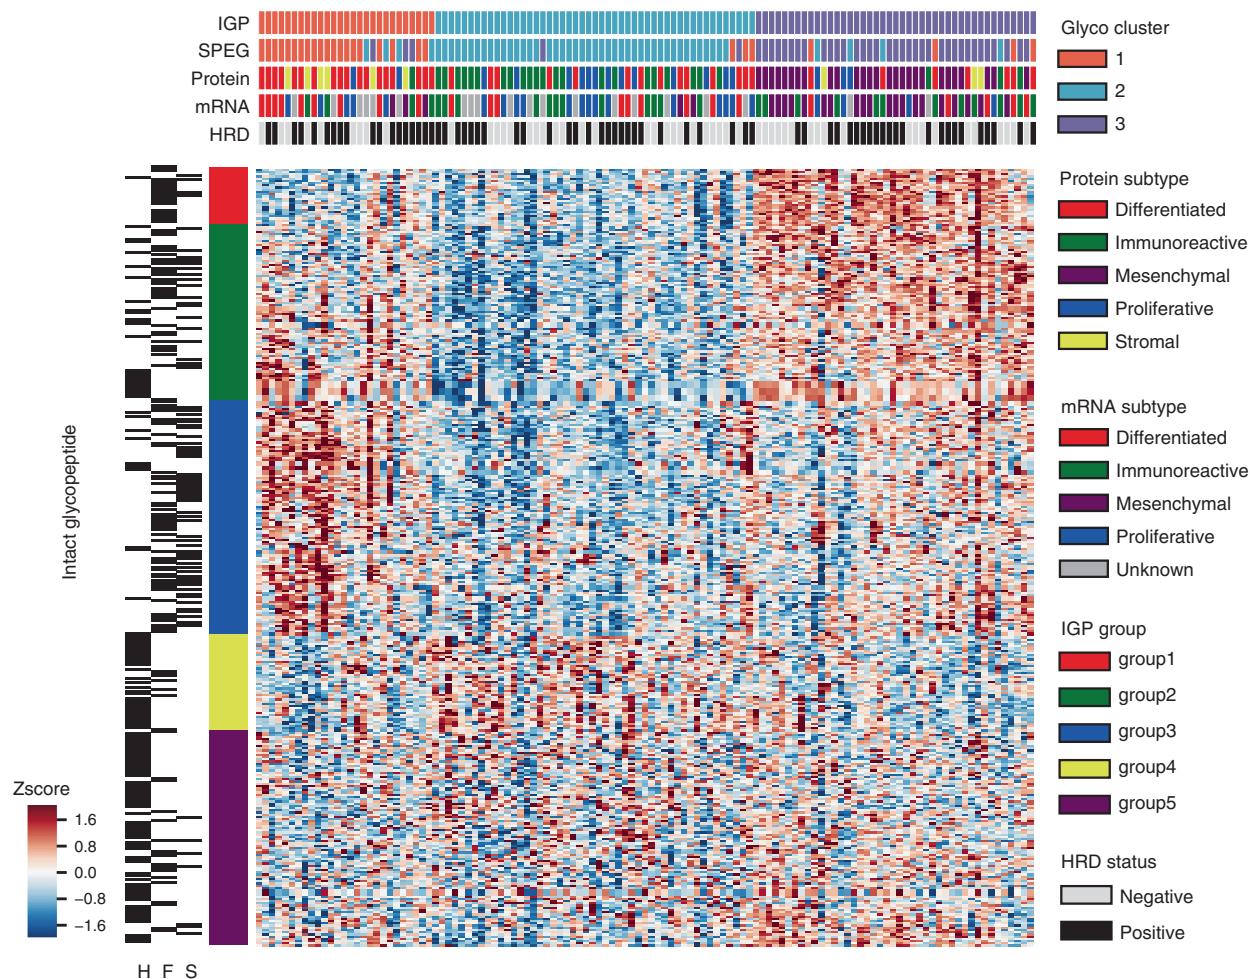 IGP
SPEG
Protein
mRNA
HRD
Glyco cluster
1
2
3
Protein subtype
Differentiated
Immunoreactive
Mesenchymal
Proliferative
Stromal
mRNA subtype
Differentiated
Immunoreactive
Mesenchymal
Proliferative
Unknown
IGP group
group1
group2
group3
group4
group5
HRD status
Negative
Positive
Intact glycopeptide
Zscore
1.6
0.8
0.0
−0.8
−1.6
H F S